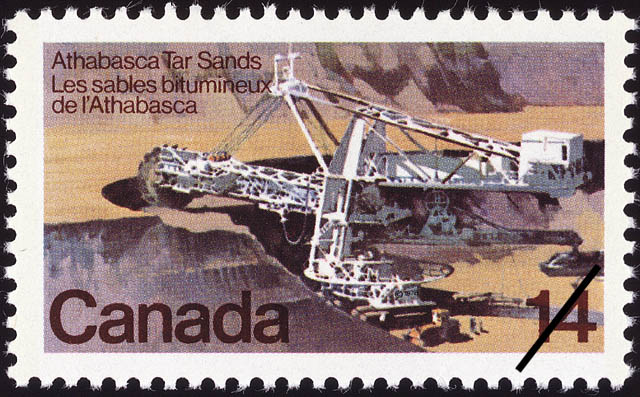 Athabasca Tar Sands
Les sables bitumineux
de l'Athabasca
Canada
14